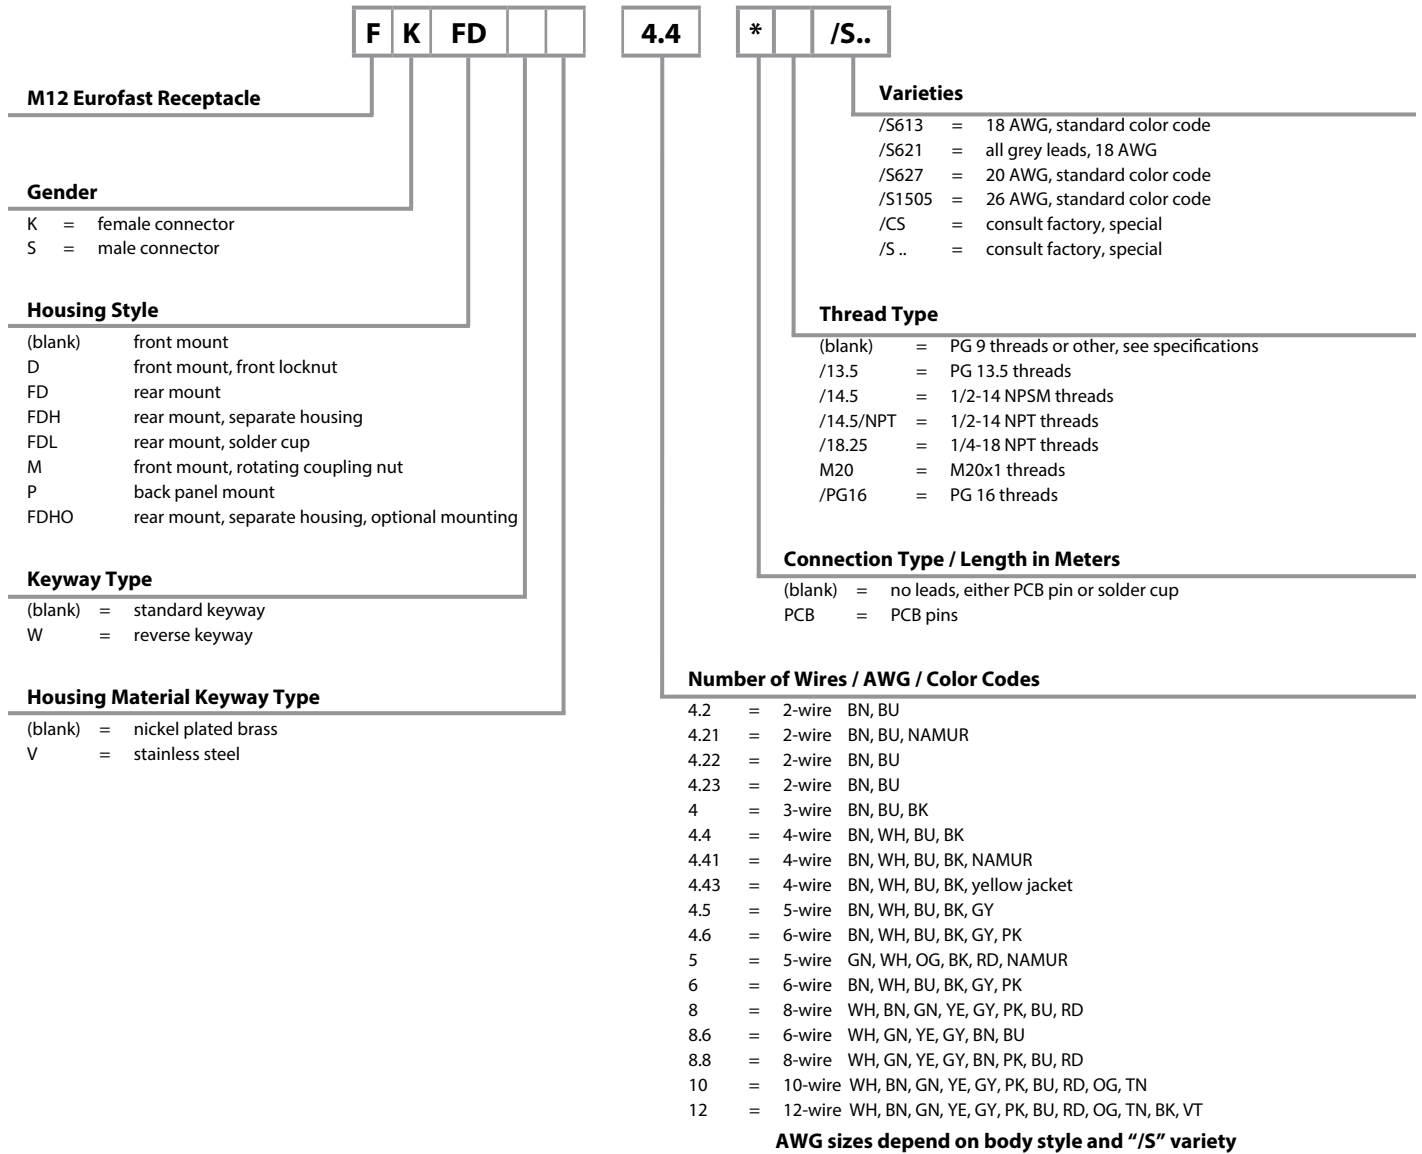 F K FD 4.4 * /S..
M12 Eurofast Receptacle
Gender
K = female connector
S = male connector
Housing Style
(blank) front mount
D front mount, front locknut
FD rear mount
FDH rear mount, separate housing
FDL rear mount, solder cup
M front mount, rotating coupling nut
P back panel mount
FDHO rear mount, separate housing, optional mounting
Keyway Type
(blank) = standard keyway
W = reverse keyway
Housing Material Keyway Type
(blank) = nickel plated brass
V = stainless steel
Varieties
/S613 = 18 AWG, standard color code
/S621 = all grey leads, 18 AWG
/S627 = 20 AWG, standard color code
/S1505 = 26 AWG, standard color code
/CS = consult factory, special
/S .. = consult factory, special
Thread Type
(blank) = PG 9 threads or other, see specifications
/13.5 = PG 13.5 threads
/14.5 = 1/2-14 NPSM threads
/14.5/NPT = 1/2-14 NPT threads
/18.25 = 1/4-18 NPT threads
M20 = M20x1 threads
/PG16 = PG 16 threads
Connection Type / Length in Meters
(blank) = no leads, either PCB pin or solder cup
PCB = PCB pins
Number of Wires / AWG / Color Codes
4.2 = 2-wire BN, BU
4.21 = 2-wire BN, BU, NAMUR
4.22 = 2-wire BN, BU
4.23 = 2-wire BN, BU
4 = 3-wire BN, BU, BK
4.4 = 4-wire BN, WH, BU, BK
4.41 = 4-wire BN, WH, BU, BK, NAMUR
4.43 = 4-wire BN, WH, BU, BK, yellow jacket
4.5 = 5-wire BN, WH, BU, BK, GY
4.6 = 6-wire BN, WH, BU, BK, GY, PK
5 = 5-wire GN, WH, OG, BK, RD, NAMUR
6 = 6-wire BN, WH, BU, BK, GY, PK
8 = 8-wire WH, BN, GN, YE, GY, PK, BU, RD
8.6 = 6-wire WH, GN, YE, GY, BN, BU
8.8 = 8-wire WH, GN, YE, GY, BN, PK, BU, RD
10 = 10-wire WH, BN, GN, YE, GY, PK, BU, RD, OG, TN
12 = 12-wire WH, BN, GN, YE, GY, PK, BU, RD, OG, TN, BK, VT
AWG sizes depend on body style and “/S” variety